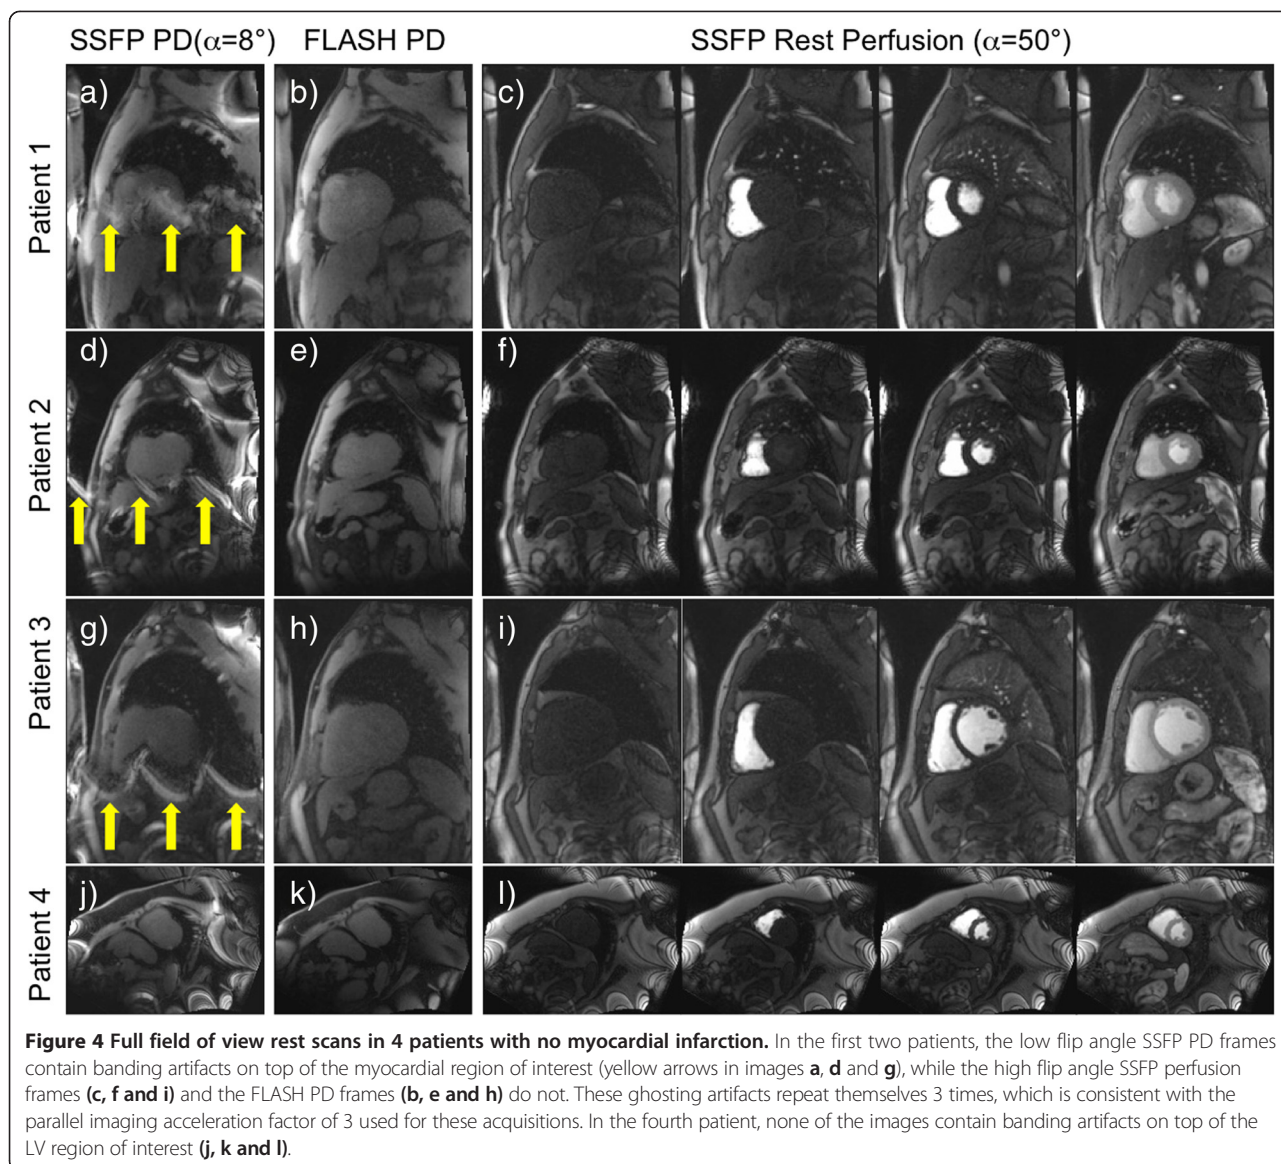 SSFP PD(α=8°) FLASH PD SSFP Rest Perfusion (α=50°)
Patient 1
a) b) c)
Patient 2
d) e) f)
Patient 3
g) h) i)
Patient 4
j) k) l)
Figure 4 Full field of view rest scans in 4 patients with no myocardial infarction. In the first two patients, the low flip angle SSFP PD frames
contain banding artifacts on top of the myocardial region of interest (yellow arrows in images a, d and g), while the high flip angle SSFP perfusion
frames (c, f and i) and the FLASH PD frames (b, e and h) do not. These ghosting artifacts repeat themselves 3 times, which is consistent with the
parallel imaging acceleration factor of 3 used for these acquisitions. In the fourth patient, none of the images contain banding artifacts on top of the
LV region of interest (j, k and l).